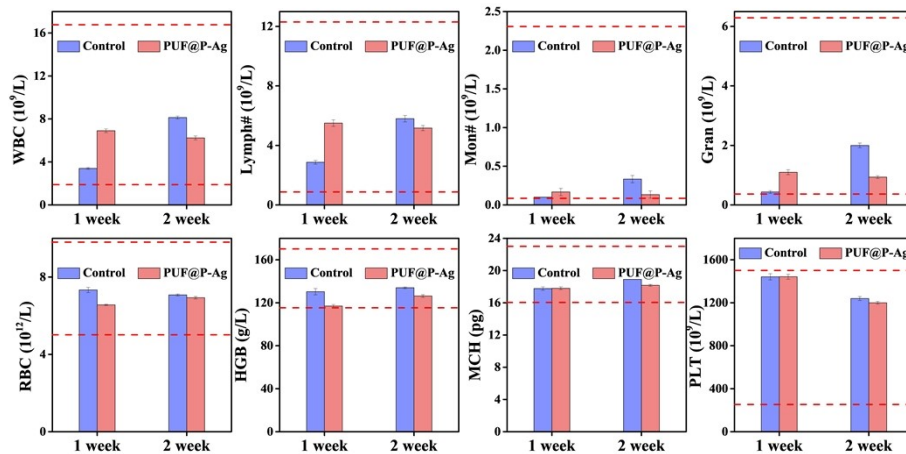 WBC (10⁹/L)
16
12
8
4
0
Control PUF@P-Ag
1 week 2 week
Lymph# (10⁹/L)
12
9
6
3
0
Control PUF@P-Ag
1 week 2 week
Mon# (10⁹/L)
2.5
2.0
1.5
1.0
0.5
0.0
Control PUF@P-Ag
1 week 2 week
Gran (10⁹/L)
6
4
2
0
Control PUF@P-Ag
1 week 2 week
RBC (10¹²/L)
8
4
0
Control PUF@P-Ag
1 week 2 week
HGB (g/L)
160
120
80
40
0
Control PUF@P-Ag
1 week 2 week
MCH (pg)
24
20
16
12
8
4
0
Control PUF@P-Ag
1 week 2 week
PLT (10⁹/L)
1600
1200
800
400
0
Control PUF@P-Ag
1 week 2 week